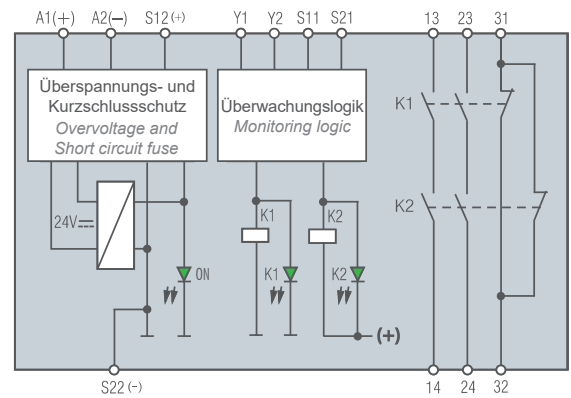 A1(+) A2(–) S12(+) Y1 Y2 S11 S21 13 23 31
Überspannungs- und
Kurzschlussschutz
Overvoltage and
Short circuit fuse
Überwachungslogik
Monitoring logic
K1
24V
K1
K2
K2
ON
K1
K2
(+)
S22 (-)
14 24 32